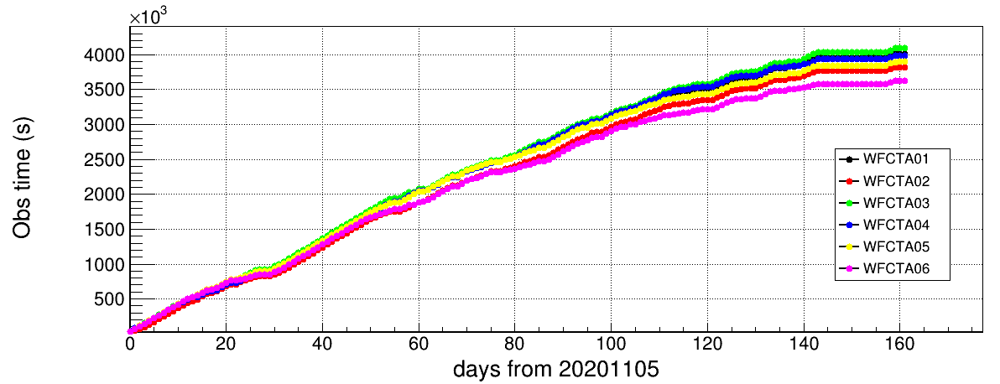 ×10³
Obs time (s)
4000
3500
3000
2500
2000
1500
1000
500
0 20 40 60 80 100 120 140 160
days from 20201105
WFCTA01
WFCTA02
WFCTA03
WFCTA04
WFCTA05
WFCTA06